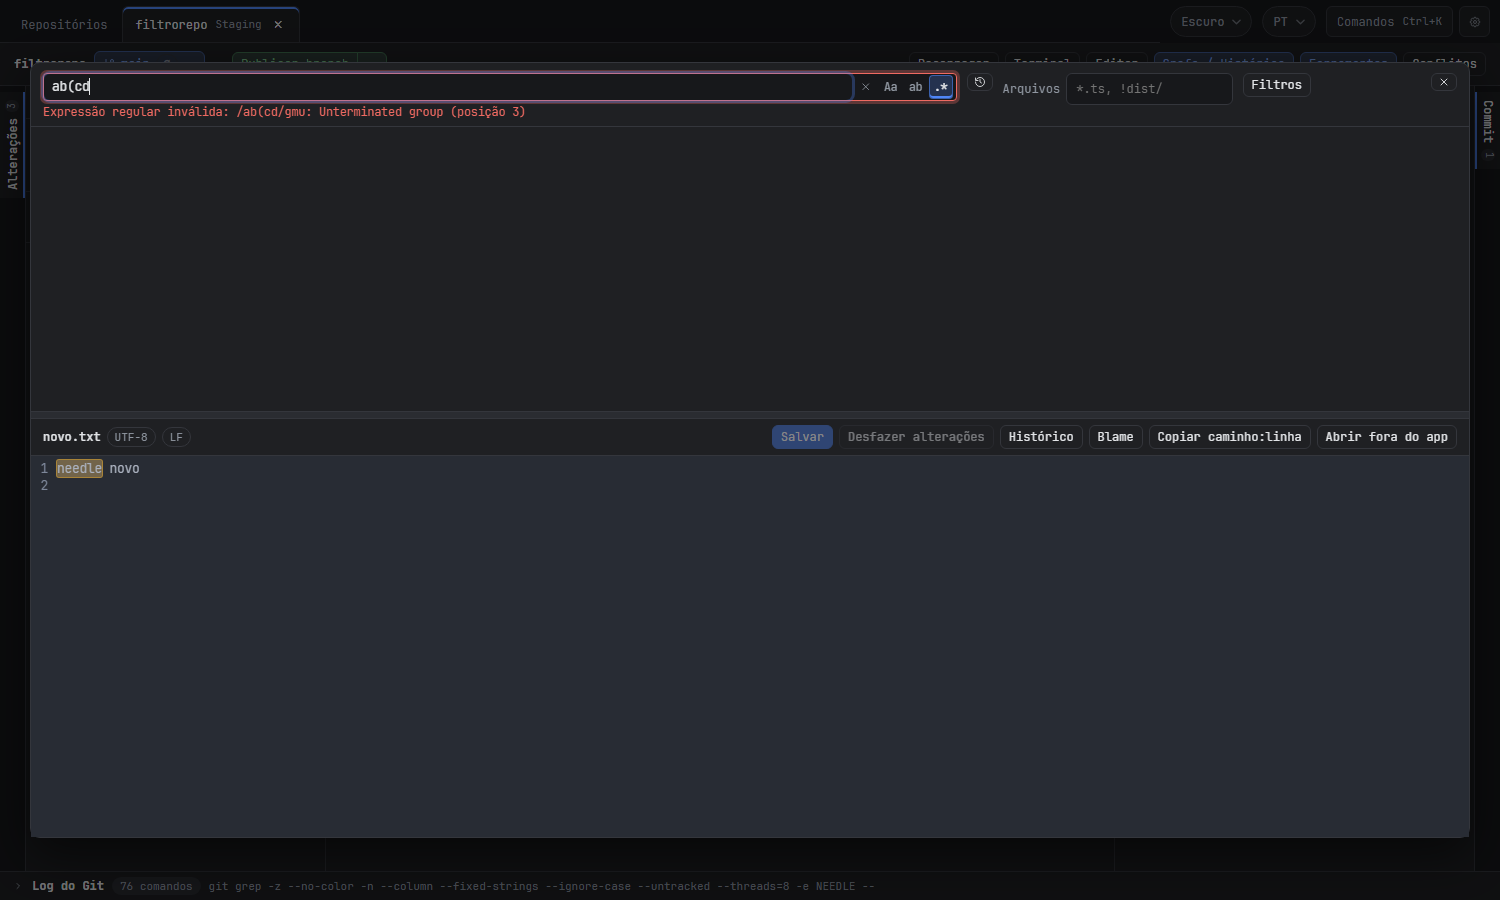 Repositórios
filtrorepo Staging ×
Escuro
PT
Comandos Ctrl+K
ab(cd
× Aa ab .*
Arquivos *.ts, !dist/
Filtros
×
Expressão regular inválida: /ab(cd/gmu: Unterminated group (posição 3)
Alterações 3
Commit 1
novo.txt UTF-8 LF
Salvar
Desfazer alterações
Histórico
Blame
Copiar caminho:linha
Abrir fora do app
1 needle novo
2
› Log do Git 76 comandos git grep -z --no-color -n --column --fixed-strings --ignore-case --untracked --threads=8 -e NEEDLE --